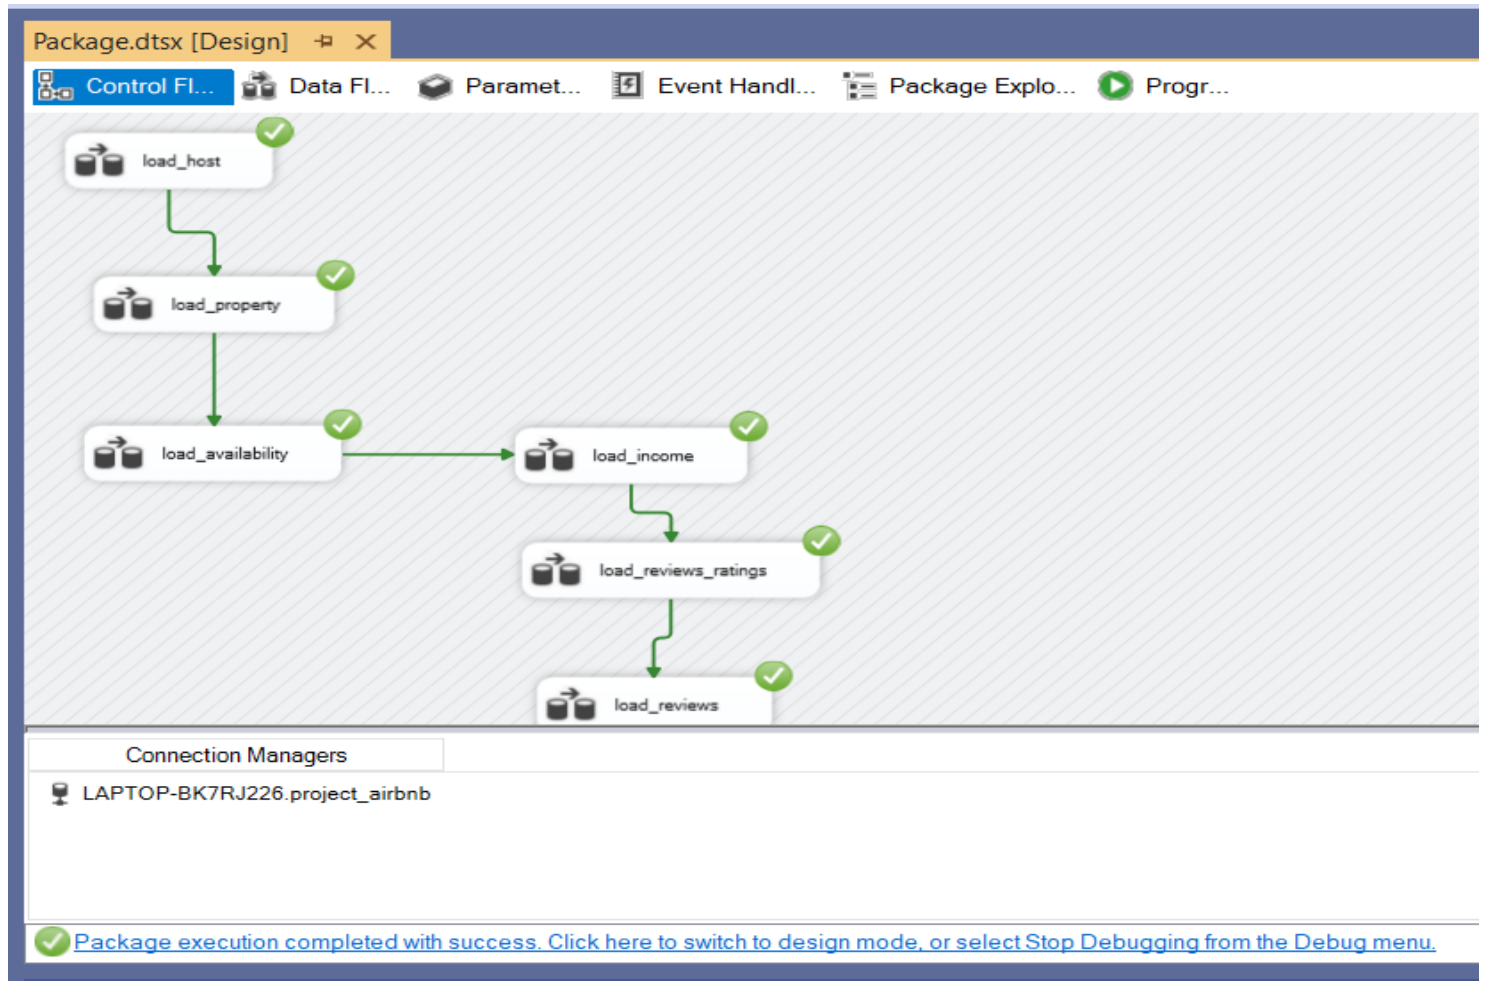 Package.dtsx [Design]
Control Fl... Data Fl... Paramet... Event Handl... Package Explo... Progr...
load_host
load_property
load_availability
load_income
load_reviews_ratings
load_reviews
Connection Managers
LAPTOP-BK7RJ226.project_airbnb
Package execution completed with success. Click here to switch to design mode, or select Stop Debugging from the Debug menu.